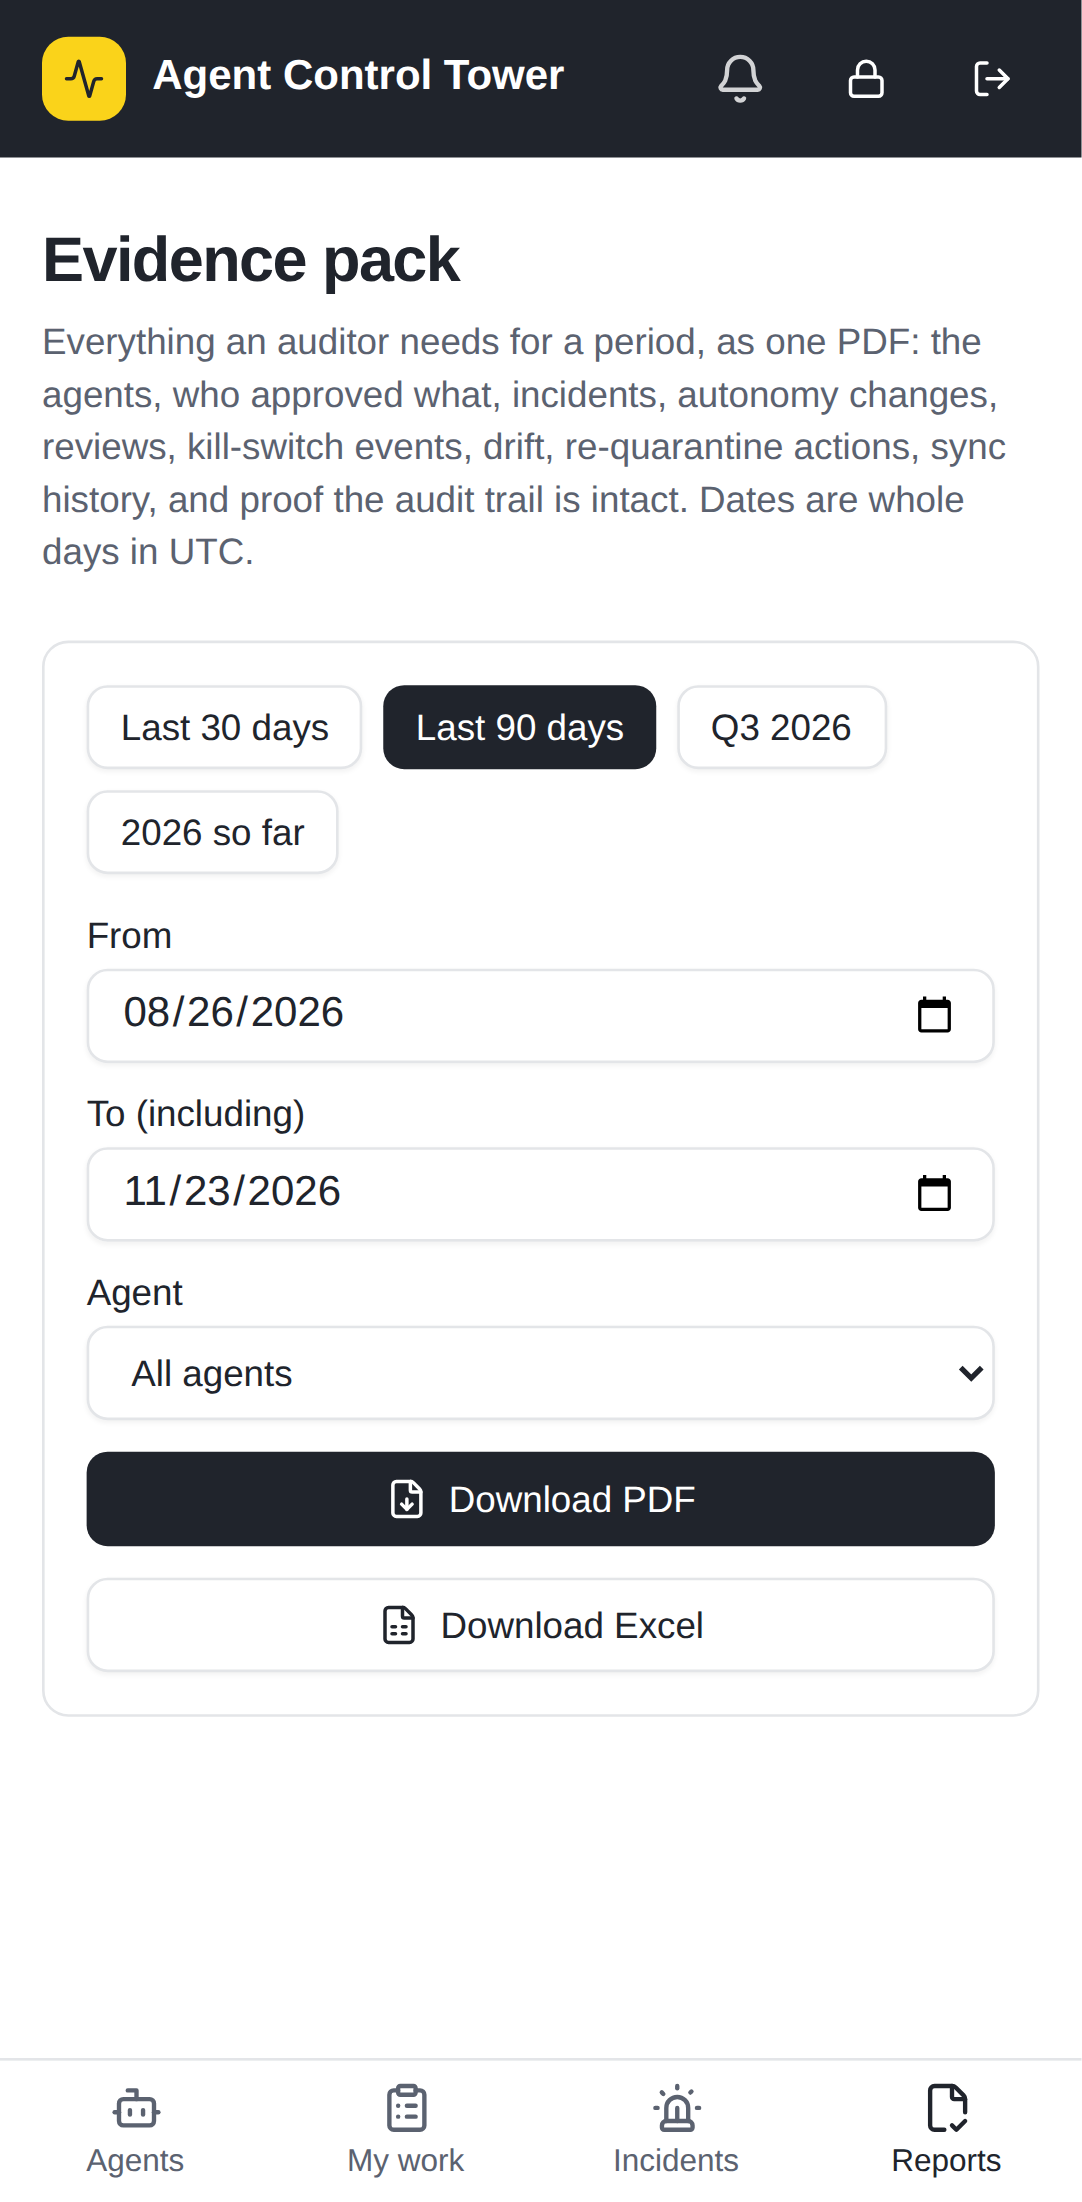 Agent Control Tower
Evidence pack
Everything an auditor needs for a period, as one PDF: the
agents, who approved what, incidents, autonomy changes,
reviews, kill-switch events, drift, re-quarantine actions, sync
history, and proof the audit trail is intact. Dates are whole
days in UTC.
Last 30 days
Last 90 days
Q3 2026
2026 so far
From
08/26/2026
To (including)
11/23/2026
Agent
All agents
Download PDF
Download Excel
Agents
My work
Incidents
Reports